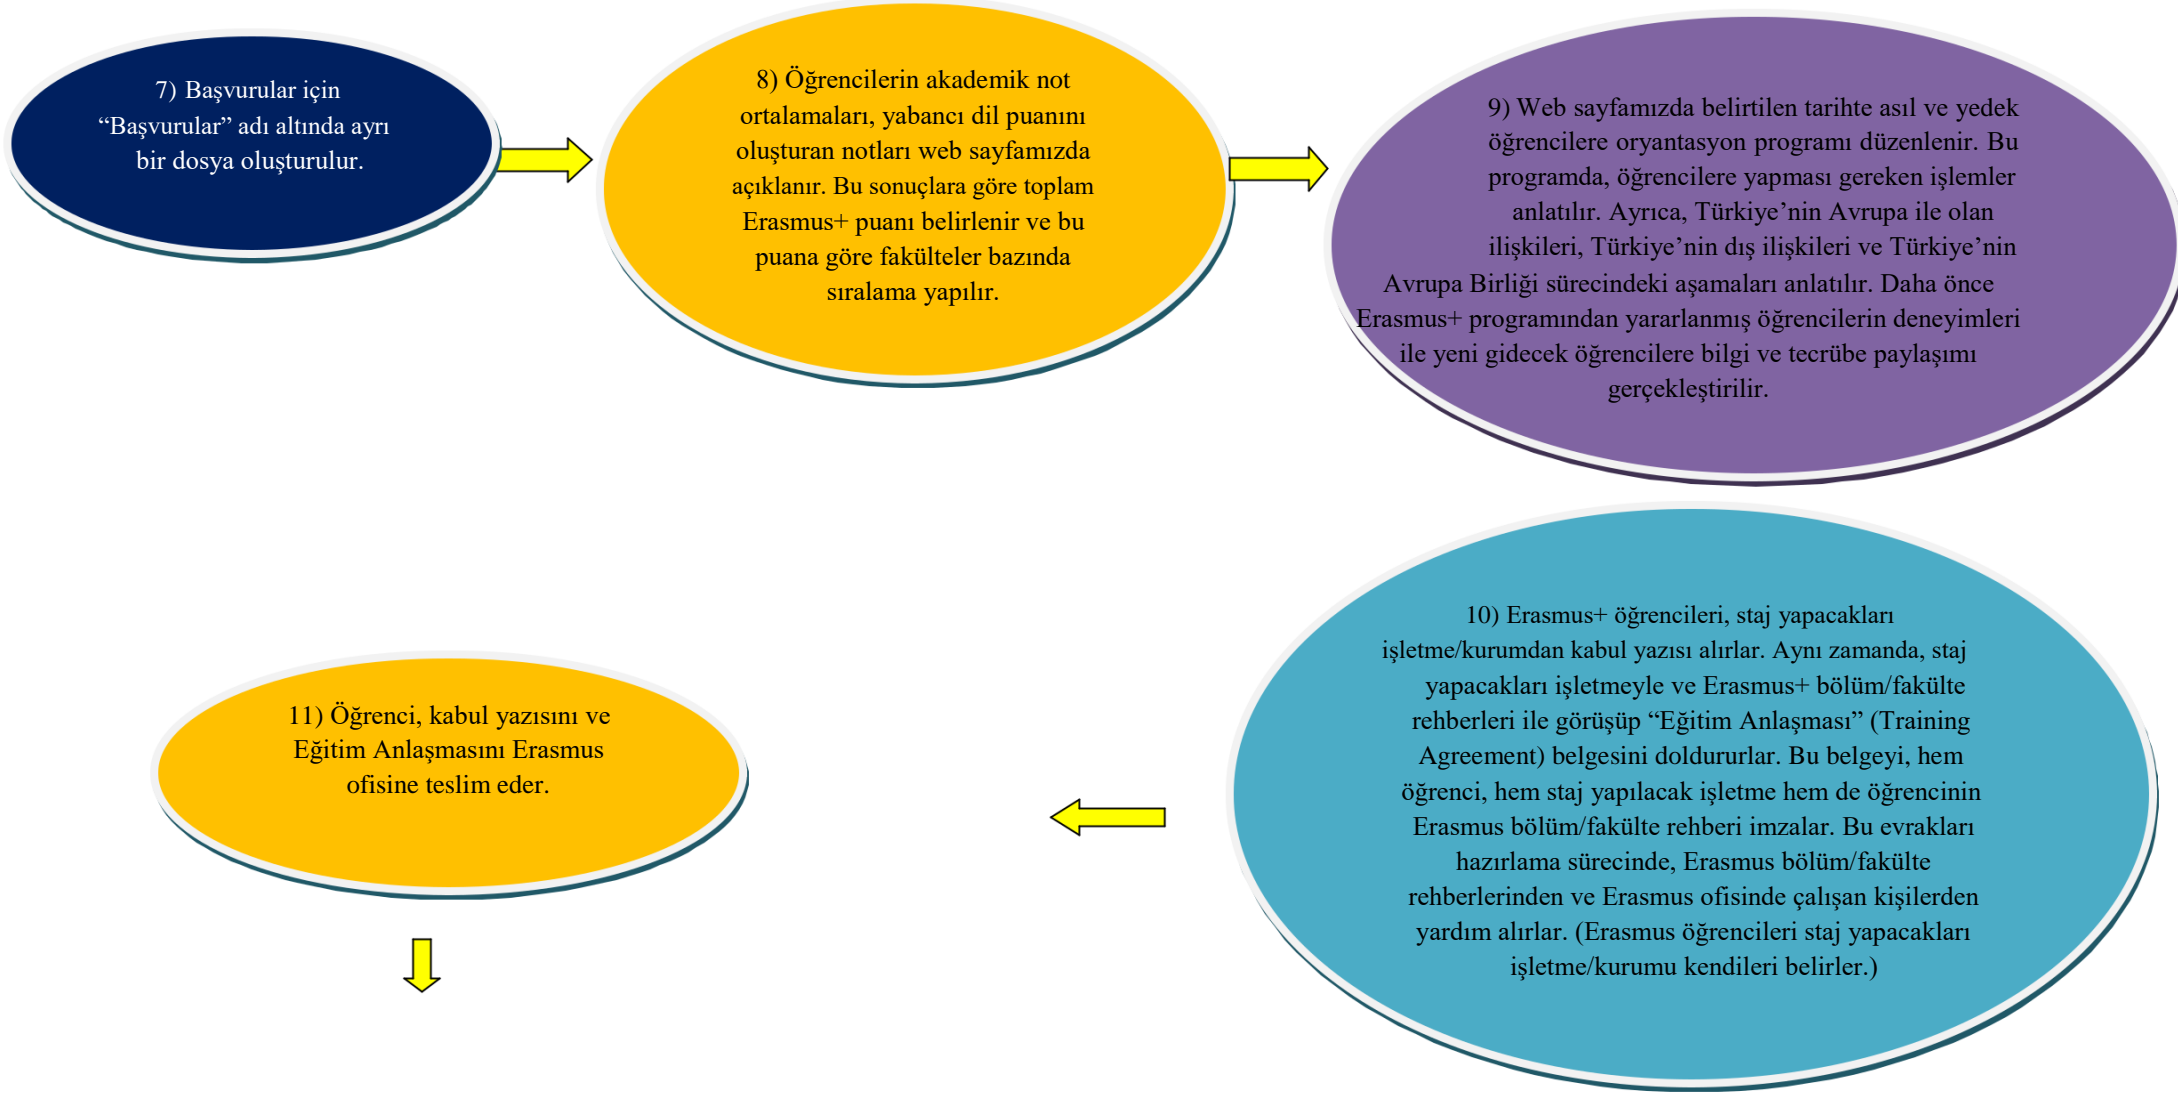 7) Başvurular için
“Başvurular” adı altında ayrı
bir dosya oluşturulur.
8) Öğrencilerin akademik not
ortalamaları, yabancı dil puanını
oluşturan notları web sayfamızda
açıklanır. Bu sonuçlara göre toplam
Erasmus+ puanı belirlenir ve bu
puana göre fakülteler bazında
sıralama yapılır.
9) Web sayfamızda belirtilen tarihte asıl ve yedek
öğrencilere oryantasyon programı düzenlenir. Bu
programda, öğrencilere yapması gereken işlemler
anlatılır. Ayrıca, Türkiye’nin Avrupa ile olan
ilişkileri, Türkiye’nin dış ilişkileri ve Türkiye’nin
Avrupa Birliği sürecindeki aşamaları anlatılır. Daha önce
Erasmus+ programından yararlanmış öğrencilerin deneyimleri
ile yeni gidecek öğrencilere bilgi ve tecrübe paylaşımı
gerçekleştirilir.
10) Erasmus+ öğrencileri, staj yapacakları
işletme/kurumdan kabul yazısı alırlar. Aynı zamanda, staj
yapacakları işletmeyle ve Erasmus+ bölüm/fakülte
rehberleri ile görüşüp “Eğitim Anlaşması” (Training
Agreement) belgesini doldururlar. Bu belgeyi, hem
öğrenci, hem staj yapılacak işletme hem de öğrencinin
Erasmus bölüm/fakülte rehberi imzalar. Bu evrakları
hazırlama sürecinde, Erasmus bölüm/fakülte
rehberlerinden ve Erasmus ofisinde çalışan kişilerden
yardım alırlar. (Erasmus öğrencileri staj yapacakları
işletme/kurumu kendileri belirler.)
11) Öğrenci, kabul yazısını ve
Eğitim Anlaşmasını Erasmus
ofisine teslim eder.